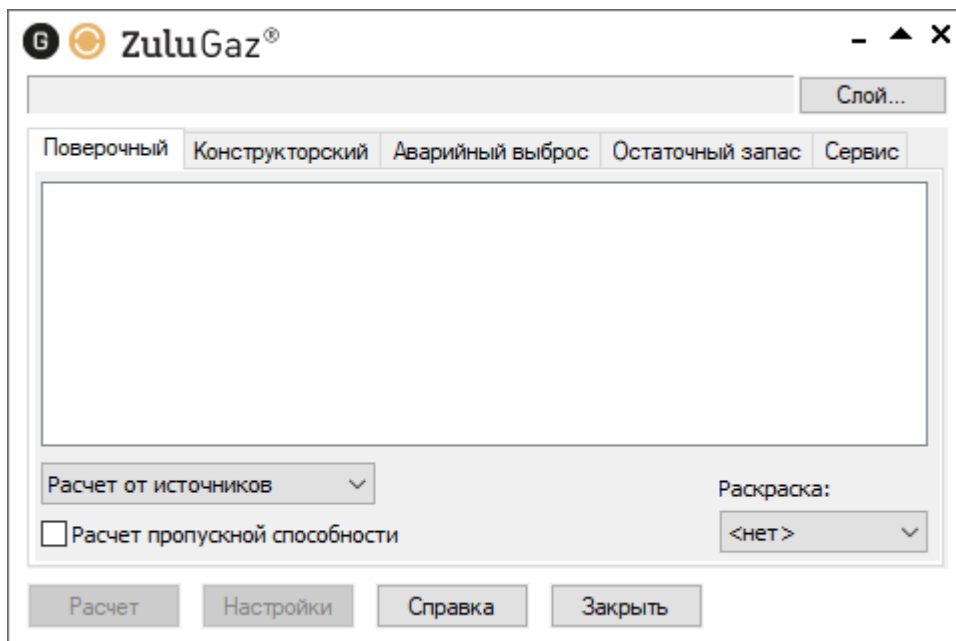 G ZuluGaz®
Слой...
Поверочный Конструкторский Аварийный выброс Остаточный запас Сервис
Расчет от источников
Раскраска:
Расчет пропускной способности
<нет>
Расчет Настройки Справка Закрыть